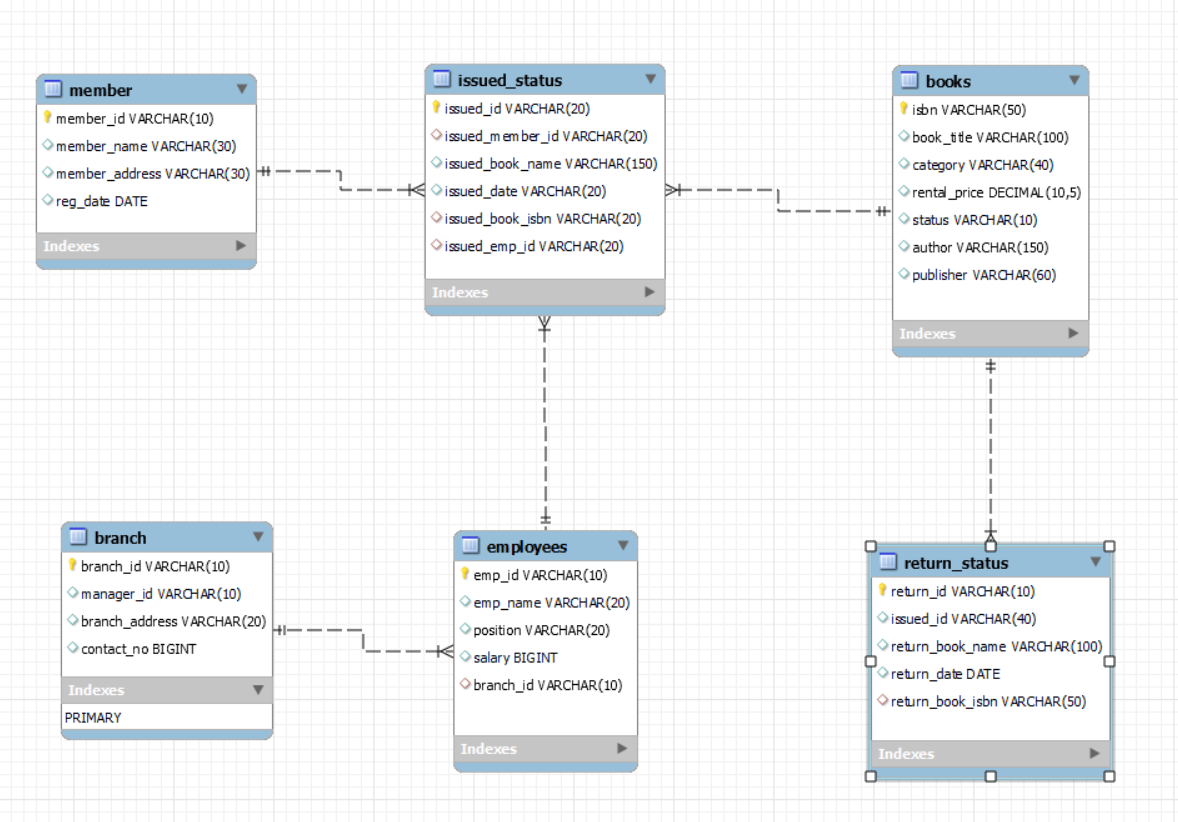 member
member_id VARCHAR(10)
member_name VARCHAR(30)
member_address VARCHAR(30)
reg_date DATE
Indexes
issued_status
issued_id VARCHAR(20)
issued_member_id VARCHAR(20)
issued_book_name VARCHAR(150)
issued_date VARCHAR(20)
issued_book_isbn VARCHAR(20)
issued_emp_id VARCHAR(20)
Indexes
books
isbn VARCHAR(50)
book_title VARCHAR(100)
category VARCHAR(40)
rental_price DECIMAL(10,5)
status VARCHAR(10)
author VARCHAR(150)
publisher VARCHAR(60)
Indexes
branch
branch_id VARCHAR(10)
manager_id VARCHAR(10)
branch_address VARCHAR(20)
contact_no BIGINT
Indexes
PRIMARY
employees
emp_id VARCHAR(10)
emp_name VARCHAR(20)
position VARCHAR(20)
salary BIGINT
branch_id VARCHAR(10)
Indexes
return_status
return_id VARCHAR(10)
issued_id VARCHAR(40)
return_book_name VARCHAR(100)
return_date DATE
return_book_isbn VARCHAR(50)
Indexes